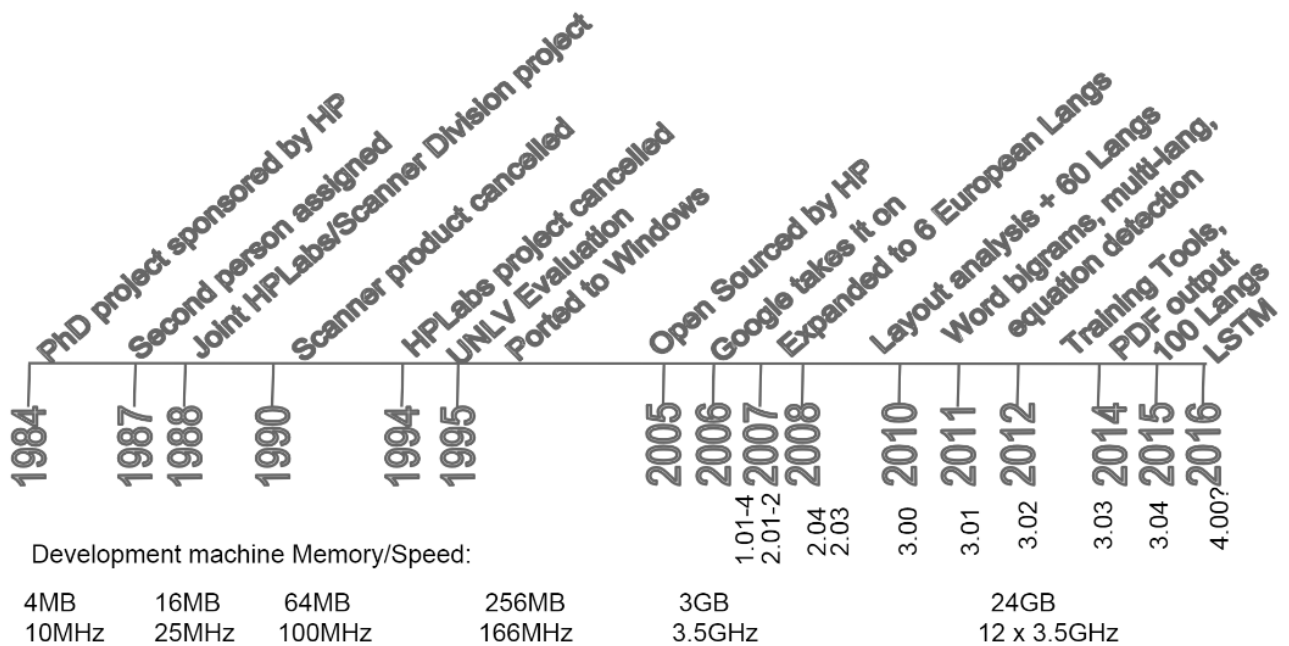 PhD project sponsored by HP
Second person assigned
Joint HPLabs/Scanner Division project
Scanner product cancelled
HPLabs project cancelled
UNLV Evaluation
Ported to Windows
Open Sourced by HP
Google takes it on
Expanded to 6 European Langs
Layout analysis + 60 Langs
Word bigrams, multi-lang,
equation detection
Training Tools,
PDF output
100 Langs
LSTM
1984
1987
1988
1990
1994
1995
2005
2006
2007
2008
2010
2011
2012
2014
2015
2016
1.01-4
2.01-2
2.04
2.03
3.00
3.01
3.02
3.03
3.04
4.00?
Development machine Memory/Speed:
4MB 16MB 64MB 256MB 3GB 24GB
10MHz 25MHz 100MHz 166MHz 3.5GHz 12 x 3.5GHz